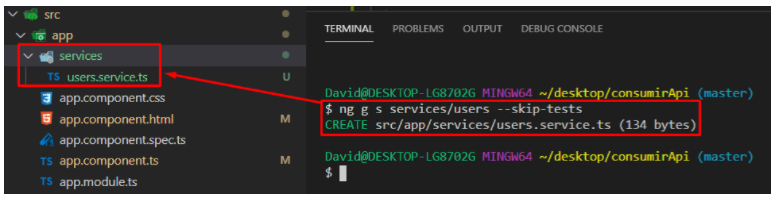 src
app
services
TS users.service.ts U
app.component.css
app.component.html M
app.component.spec.ts
TS app.component.ts M
TS app.module.ts
TERMINAL PROBLEMS OUTPUT DEBUG CONSOLE
David@DESKTOP-LG8702G MINGW64 ~/desktop/consumirApi (master)
$ ng g s services/users --skip-tests
CREATE src/app/services/users.service.ts (134 bytes)
David@DESKTOP-LG8702G MINGW64 ~/desktop/consumirApi (master)
$